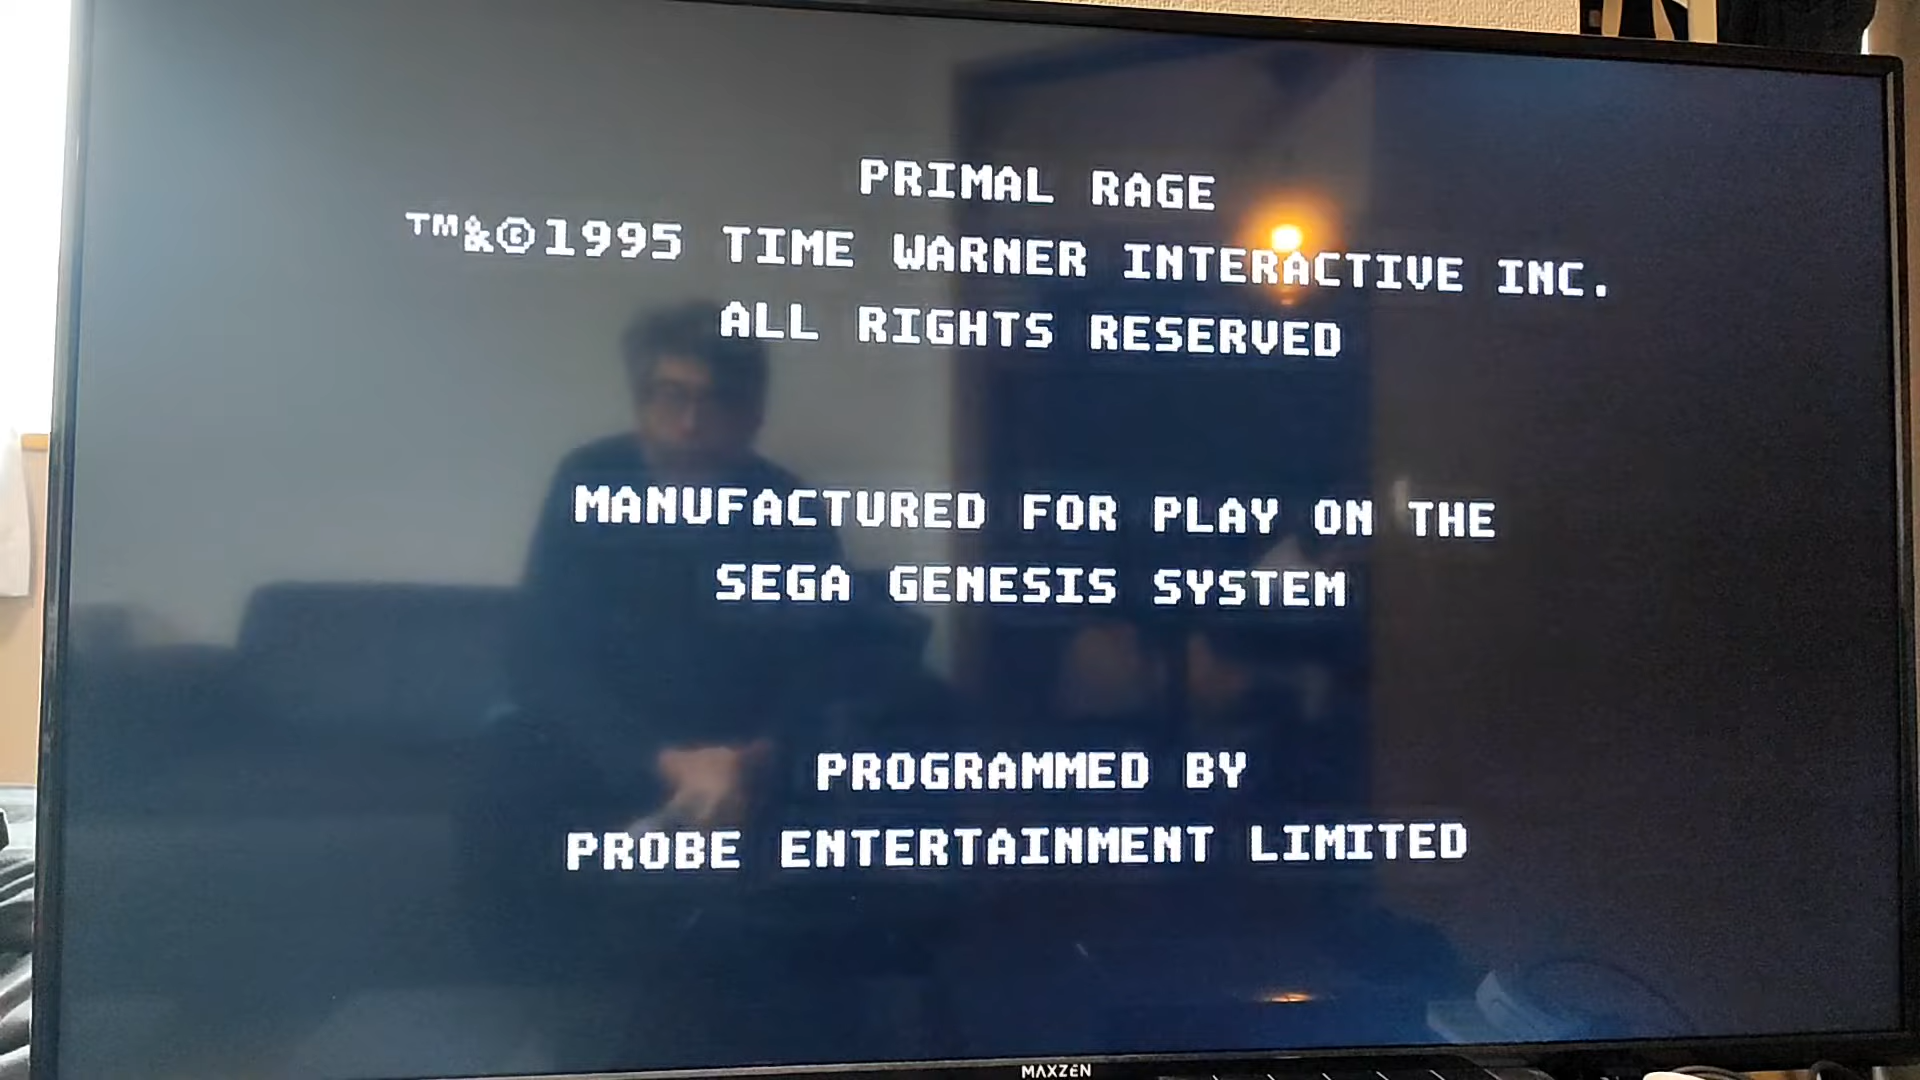 PRIMAL RAGE
™&©1995 TIME WARNER INTERACTIVE INC.
ALL RIGHTS RESERVED
MANUFACTURED FOR PLAY ON THE
SEGA GENESIS SYSTEM
PROGRAMMED BY
PROBE ENTERTAINMENT LIMITED
MAXZEN